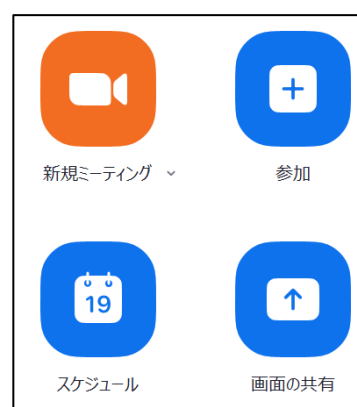 新規ミーティング
参加
19
スケジュール
画面の共有